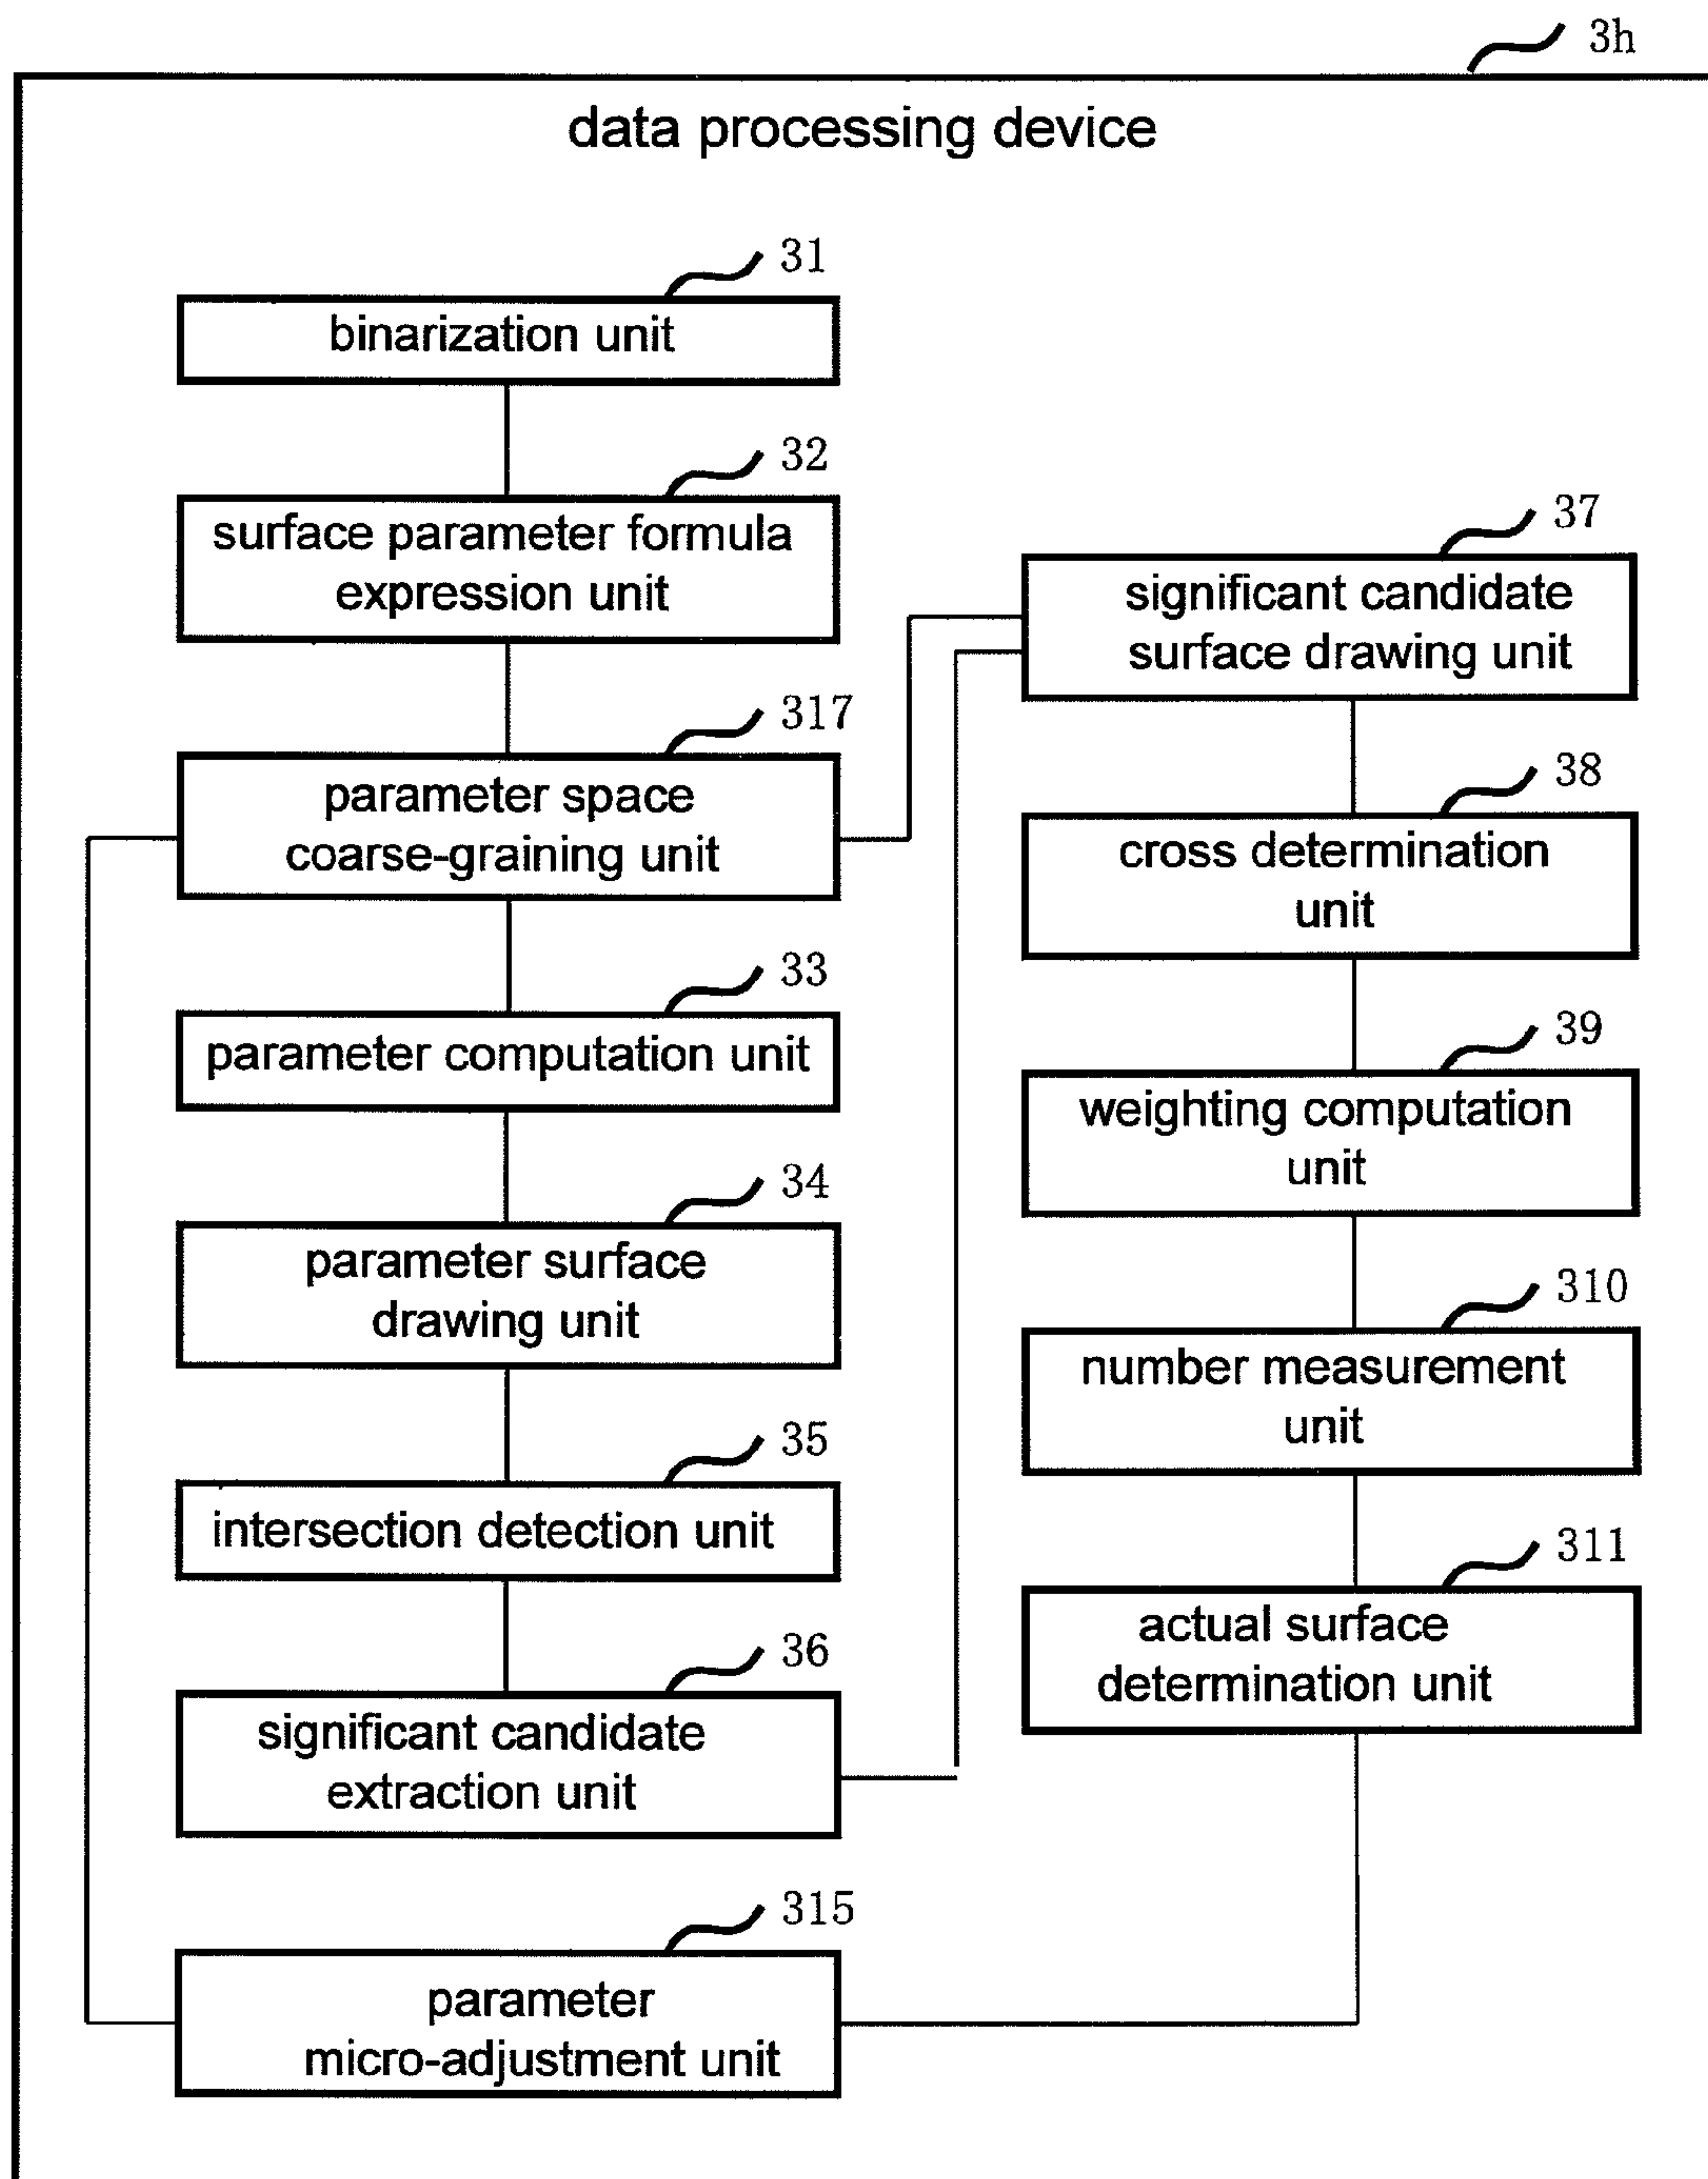 3h
data processing device
31
binarization unit
32
surface parameter formula
expression unit
317
parameter space
coarse-graining unit
33
parameter computation unit
34
parameter surface
drawing unit
35
intersection detection unit
36
significant candidate
extraction unit
315
parameter
micro-adjustment unit
37
significant candidate
surface drawing unit
38
cross determination
unit
39
weighting computation
unit
310
number measurement
unit
311
actual surface
determination unit